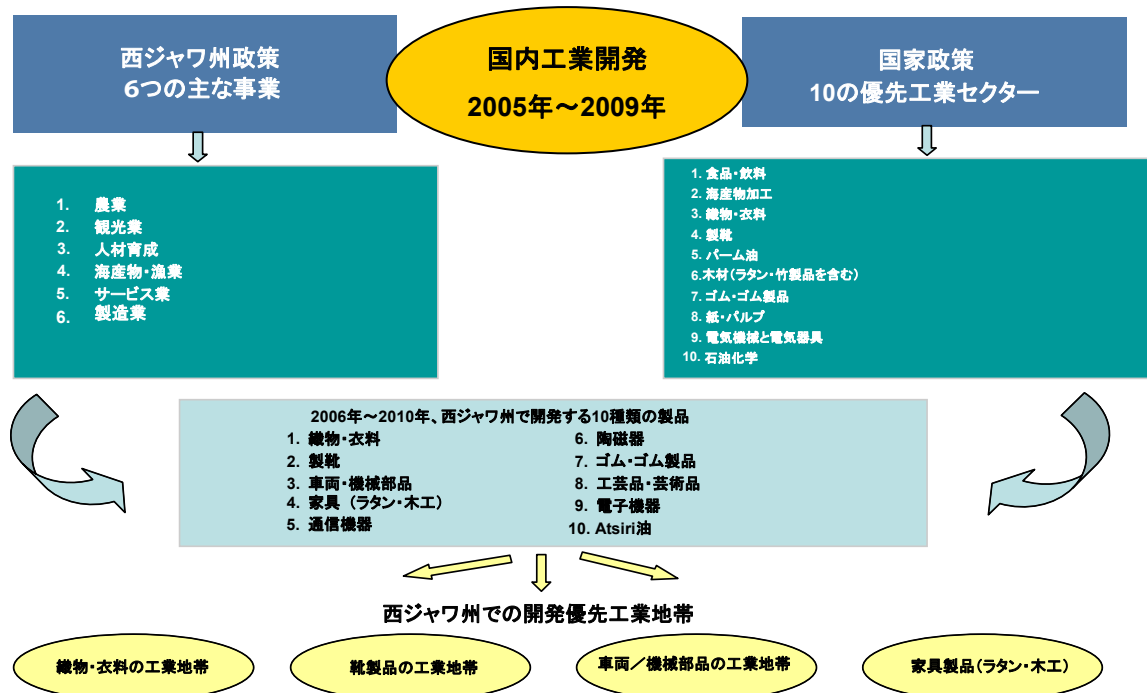 西ジャワ州政策
6つの主な事業
国内工業開発
2005年～2009年
国家政策
10の優先工業セクター
1. 農業
2. 観光業
3. 人材育成
4. 海産物・漁業
5. サービス業
6. 製造業
1. 食品・飲料
2. 海産物加工
3. 織物・衣料
4. 製靴
5. パーム油
6.木材(ラタン・竹製品を含む)
7. ゴム・ゴム製品
8. 紙・パルプ
9. 電気機械と電気器具
10. 石油化学
2006年～2010年、西ジャワ州で開発する10種類の製品
1. 織物・衣料
2. 製靴
3. 車両・機械部品
4. 家具 (ラタン・木工)
5. 通信機器
6. 陶磁器
7. ゴム・ゴム製品
8. 工芸品・芸術品
9. 電子機器
10. Atsiri油
西ジャワ州での開発優先工業地帯
織物・衣料の工業地帯
靴製品の工業地帯
車両／機械部品の工業地帯
家具製品(ラタン・木工)